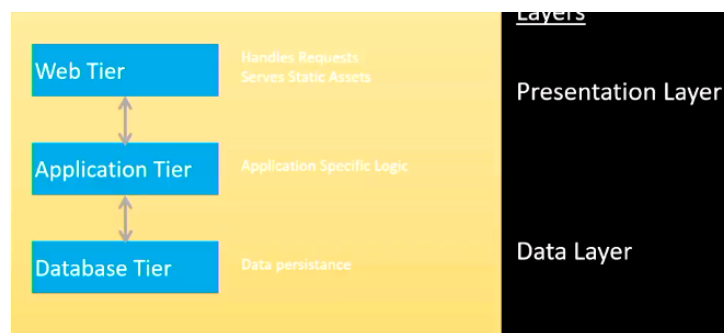 Layers
Web Tier
Handles Requests
Serves Static Assets
Presentation Layer
Application Tier
Application Specific Logic
Database Tier
Data persistance
Data Layer